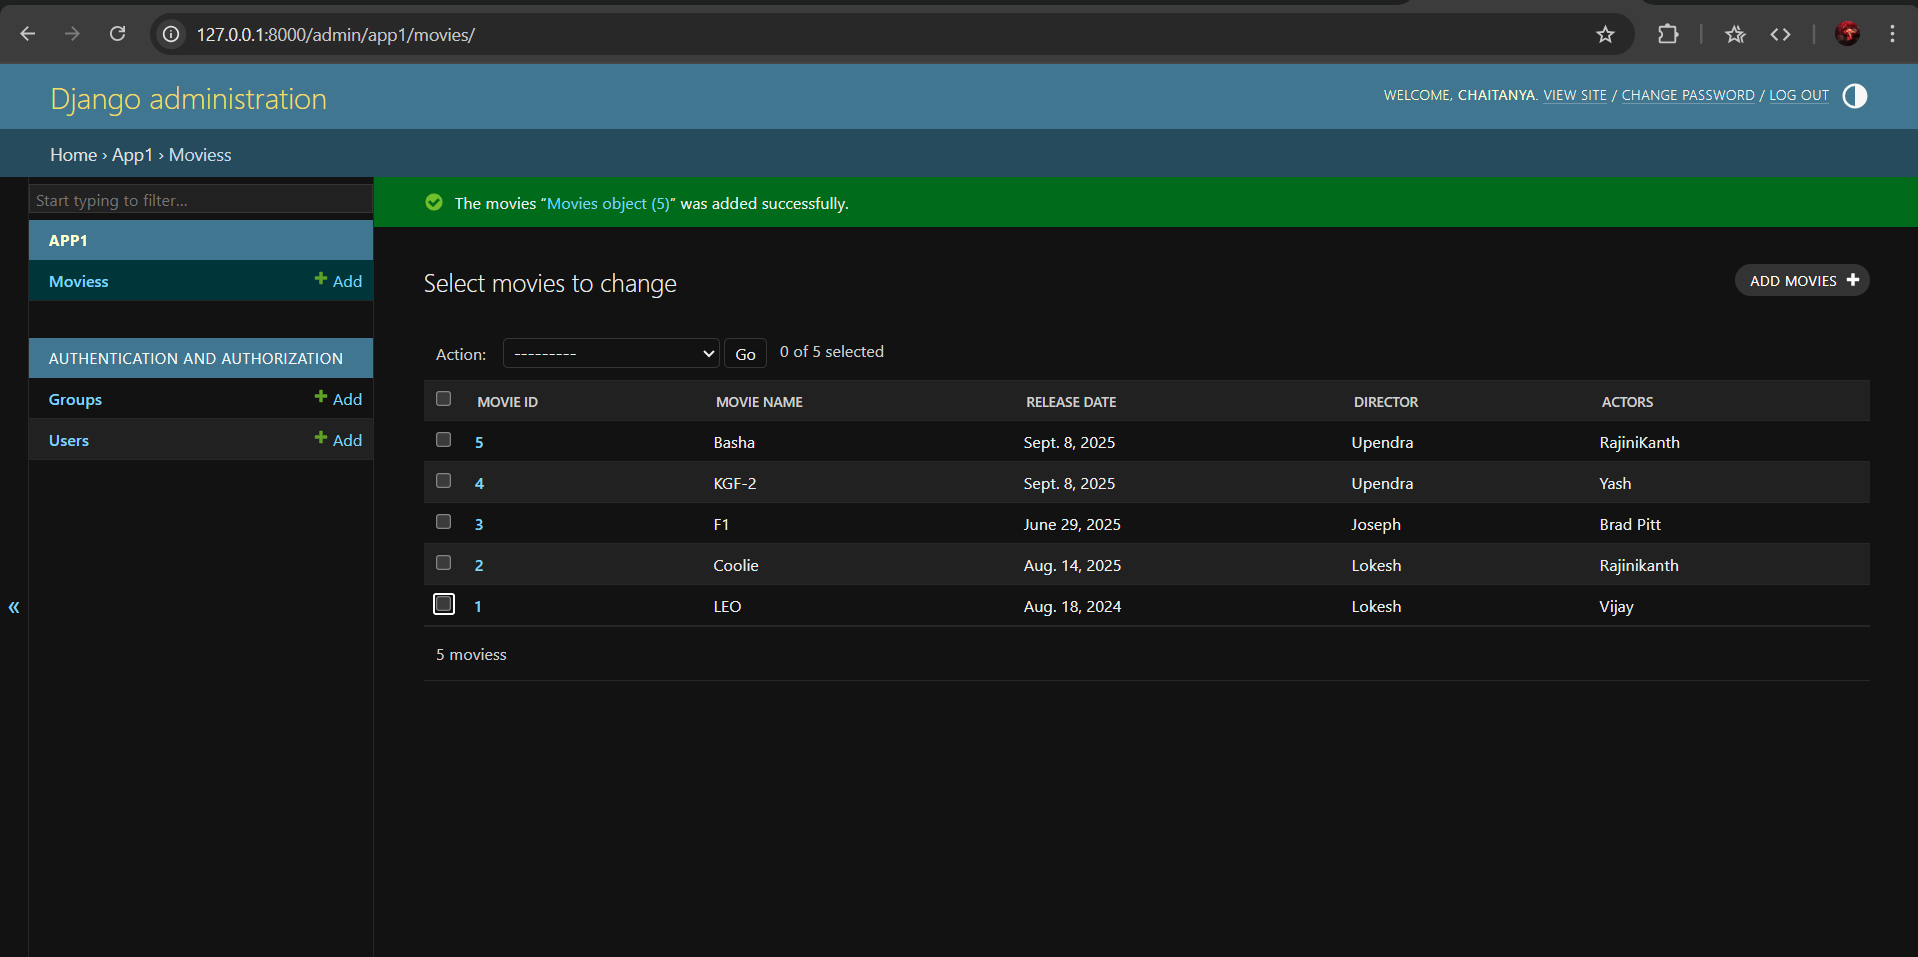 127.0.0.1:8000/admin/app1/movies/
Django administration
WELCOME, CHAITANYA. VIEW SITE / CHANGE PASSWORD / LOG OUT
Home › App1 › Moviess
Start typing to filter...
APP1
Moviess + Add
AUTHENTICATION AND AUTHORIZATION
Groups + Add
Users + Add
«
The movies “Movies object (5)” was added successfully.
Select movies to change
ADD MOVIES +
Action: --------- Go 0 of 5 selected
MOVIE ID MOVIE NAME RELEASE DATE DIRECTOR ACTORS
5 Basha Sept. 8, 2025 Upendra RajiniKanth
4 KGF-2 Sept. 8, 2025 Upendra Yash
3 F1 June 29, 2025 Joseph Brad Pitt
2 Coolie Aug. 14, 2025 Lokesh Rajinikanth
1 LEO Aug. 18, 2024 Lokesh Vijay
5 moviess